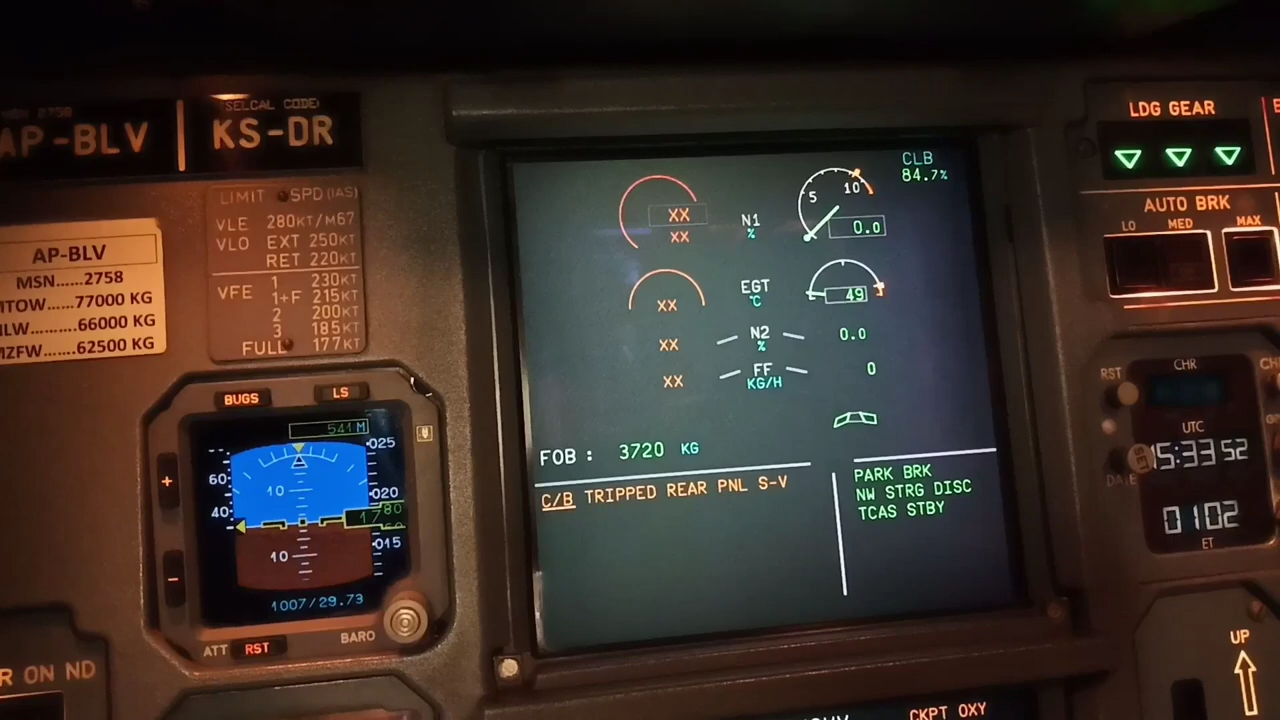 AP-BLV
SELCAL CODE
KS-DR
LIMIT SPD (IAS)
VLE 280KT/M67
VLO EXT 250KT
RET 220KT
VFE 1 230KT
1+F 215KT
2 200KT
3 185KT
FULL 177KT
AP-BLV
MSN.....2758
MTOW......77000 KG
MLW.........66000 KG
MZFW.......62500 KG
BUGS
LS
541M
025
60
10
020
40
1780
60
015
10
1007/29.73
ATT RST
BARO
+
-
R ON ND
CLB
84.7%
XX
XX
N1
%
5
10
0.0
XX
EGT
°C
49
XX
N2
%
0.0
XX
FF
KG/H
0
FOB : 3720 KG
C/B TRIPPED REAR PNL S-V
PARK BRK
NW STRG DISC
TCAS STBY
CKPT OXY
LDG GEAR
AUTO BRK
LO
MED
MAX
RST
CHR
UTC
SET
15:33 52
DATE
0102
ET
UP